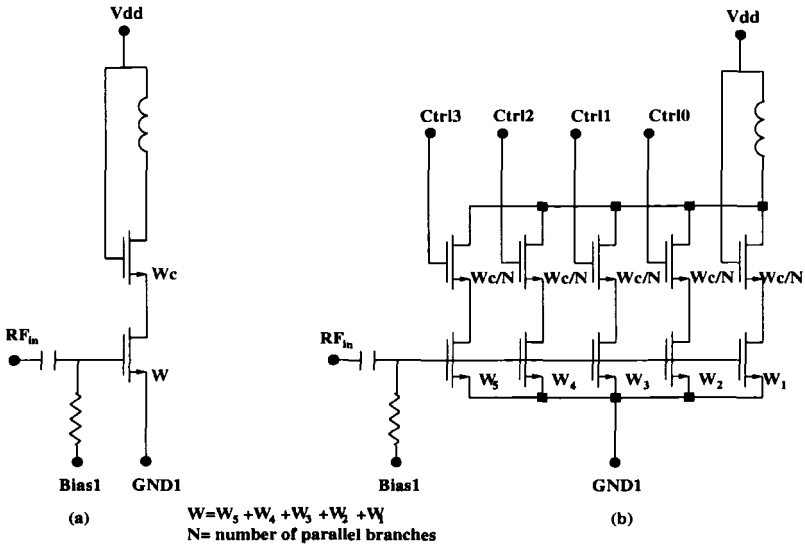 Vdd
Vdd
Ctrl3 Ctrl2 Ctrl1 Ctrl0
Wc
Wc/N Wc/N Wc/N Wc/N Wc/N
RFin
W
RFin
W5 W4 W3 W2 W1
Bias1 GND1
Bias1 GND1
(a)
W=W5+W4+W3+W2+W1
N= number of parallel branches
(b)